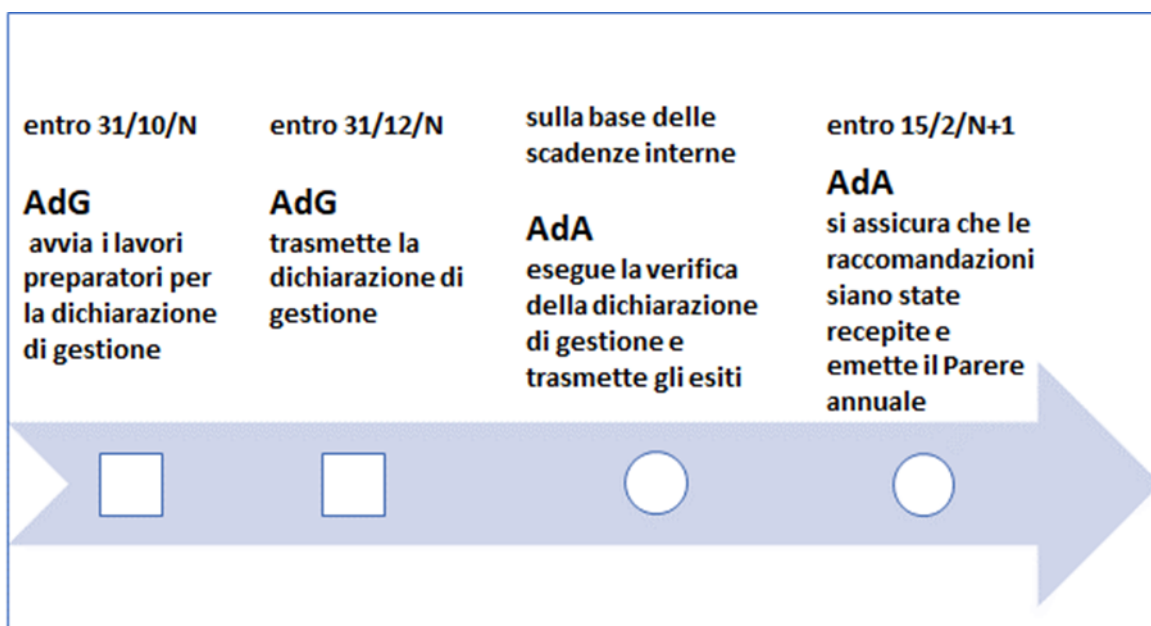 entro 31/10/N
AdG
avvia i lavori
preparatori per
la dichiarazione
di gestione
entro 31/12/N
AdG
trasmette la
dichiarazione di
gestione
sulla base delle
scadenze interne
AdA
esegue la verifica
della dichiarazione
di gestione e
trasmette gli esiti
entro 15/2/N+1
AdA
si assicura che le
raccomandazioni
siano state
recepite e
emette il Parere
annuale